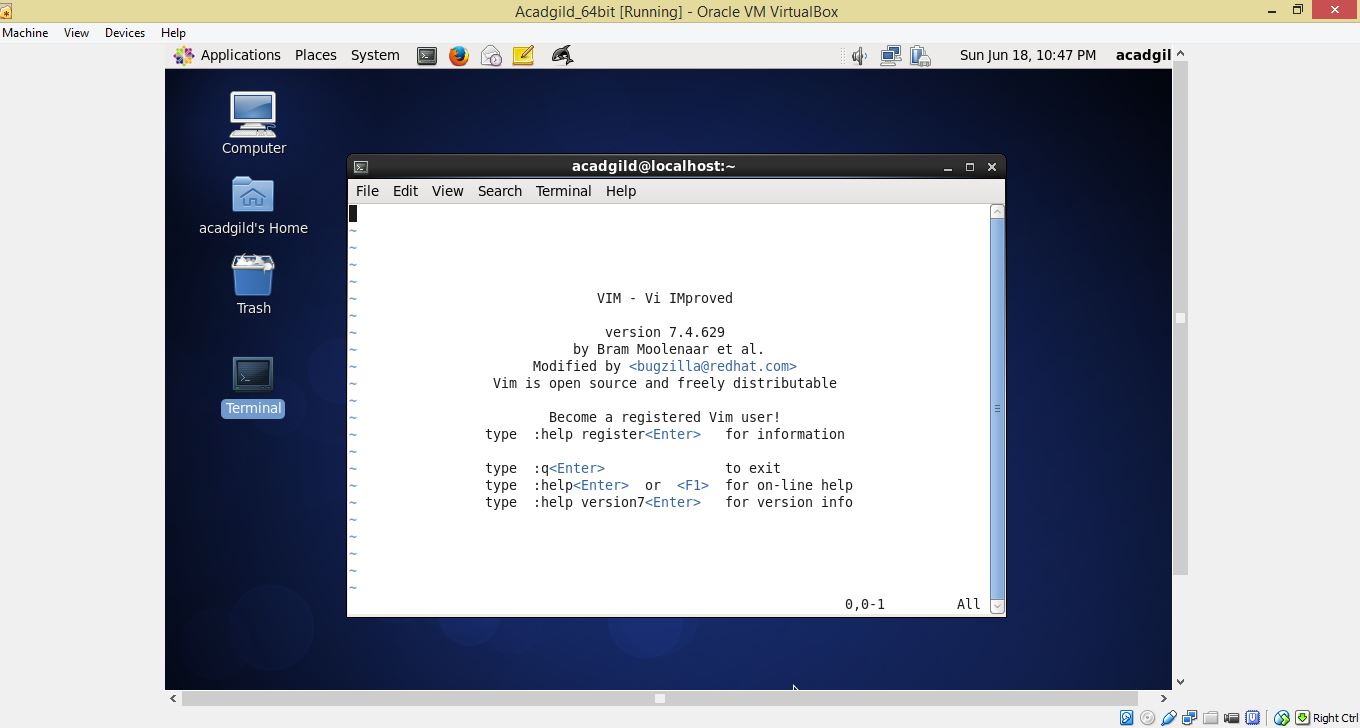 Acadgild_64bit [Running] - Oracle VM VirtualBox
Machine View Devices Help
Applications Places System Sun Jun 18, 10:47 PM acadgil
Computer
acadgild's Home
Trash
Terminal
acadgild@localhost:~
File Edit View Search Terminal Help
~
~
~
~
~ VIM - Vi IMproved
~
~ version 7.4.629
~ by Bram Moolenaar et al.
~ Modified by <bugzilla@redhat.com>
~ Vim is open source and freely distributable
~
~ Become a registered Vim user!
~ type :help register<Enter> for information
~
~ type :q<Enter> to exit
~ type :help<Enter> or <F1> for on-line help
~ type :help version7<Enter> for version info
~
~
~
~
~
0,0-1 All
Right Ctrl